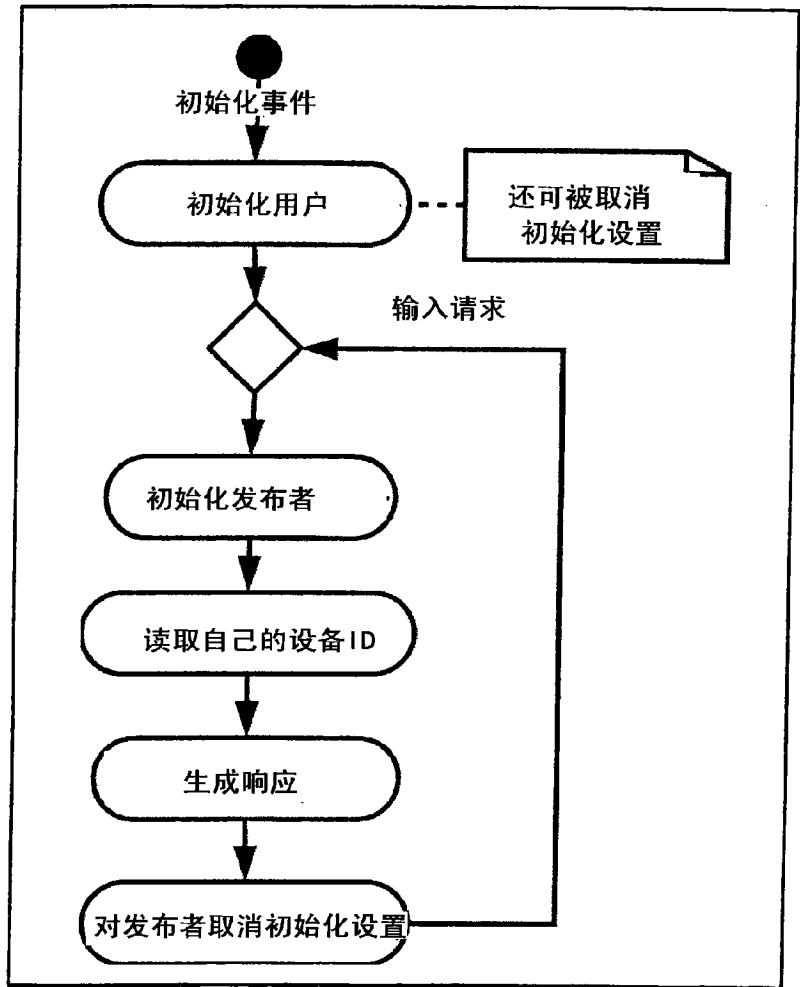 初始化事件
初始化用户
还可被取消
初始化设置
输入请求
初始化发布者
读取自己的设备ID
生成响应
对发布者取消初始化设置